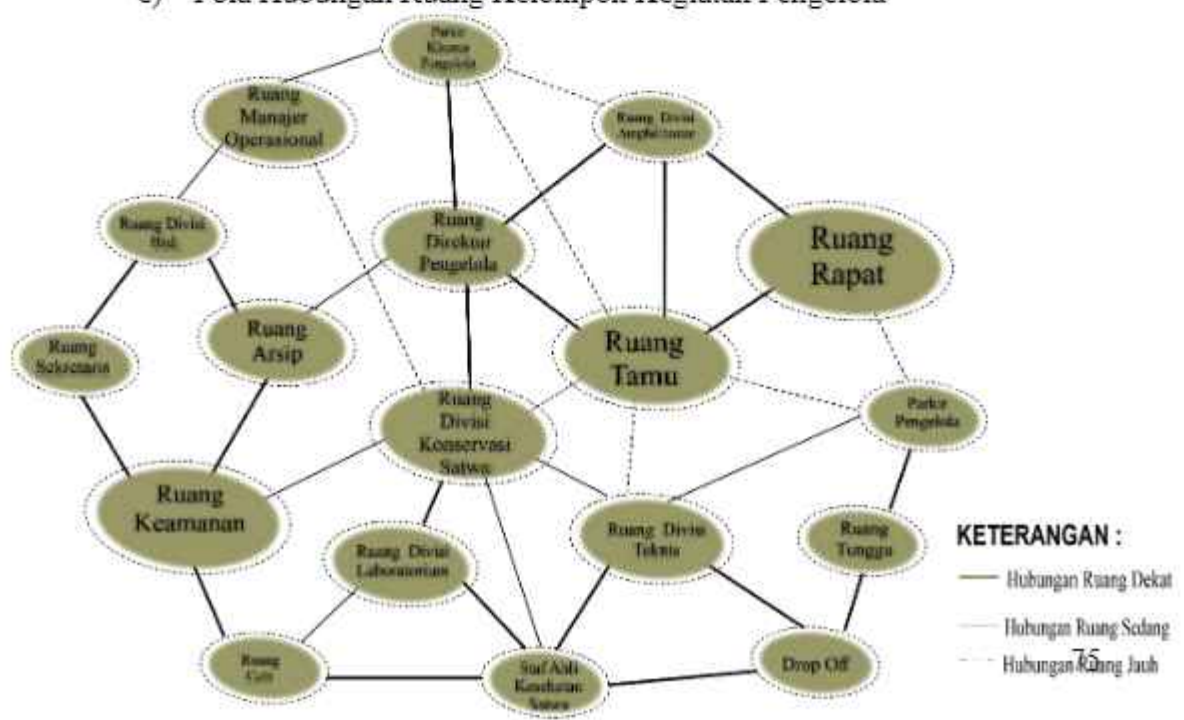 Pola Hubungan Ruang Kelompok Kegiatan Pengelola
Parkir
Khusus
Pengelola
Ruang
Manajer
Operasional
Ruang Divisi
Ruang Divisi
Ruang
Direktur
Pengelola
Ruang
Rapat
Ruang
Sekretaris
Ruang
Arsip
Ruang
Tamu
Ruang
Divisi
Konservasi
Satwa
Parkir
Pengelola
Ruang
Keamanan
Ruang Divisi
Laboratorium
Ruang Divisi
Teknis
Ruang
Tunggu
KETERANGAN :
Hubungan Ruang Dekat
Hubungan Ruang Sedang
Hubungan Ruang Jauh
75
Ruang
Staf Ahli
Kesehatan
Satwa
Drop Off